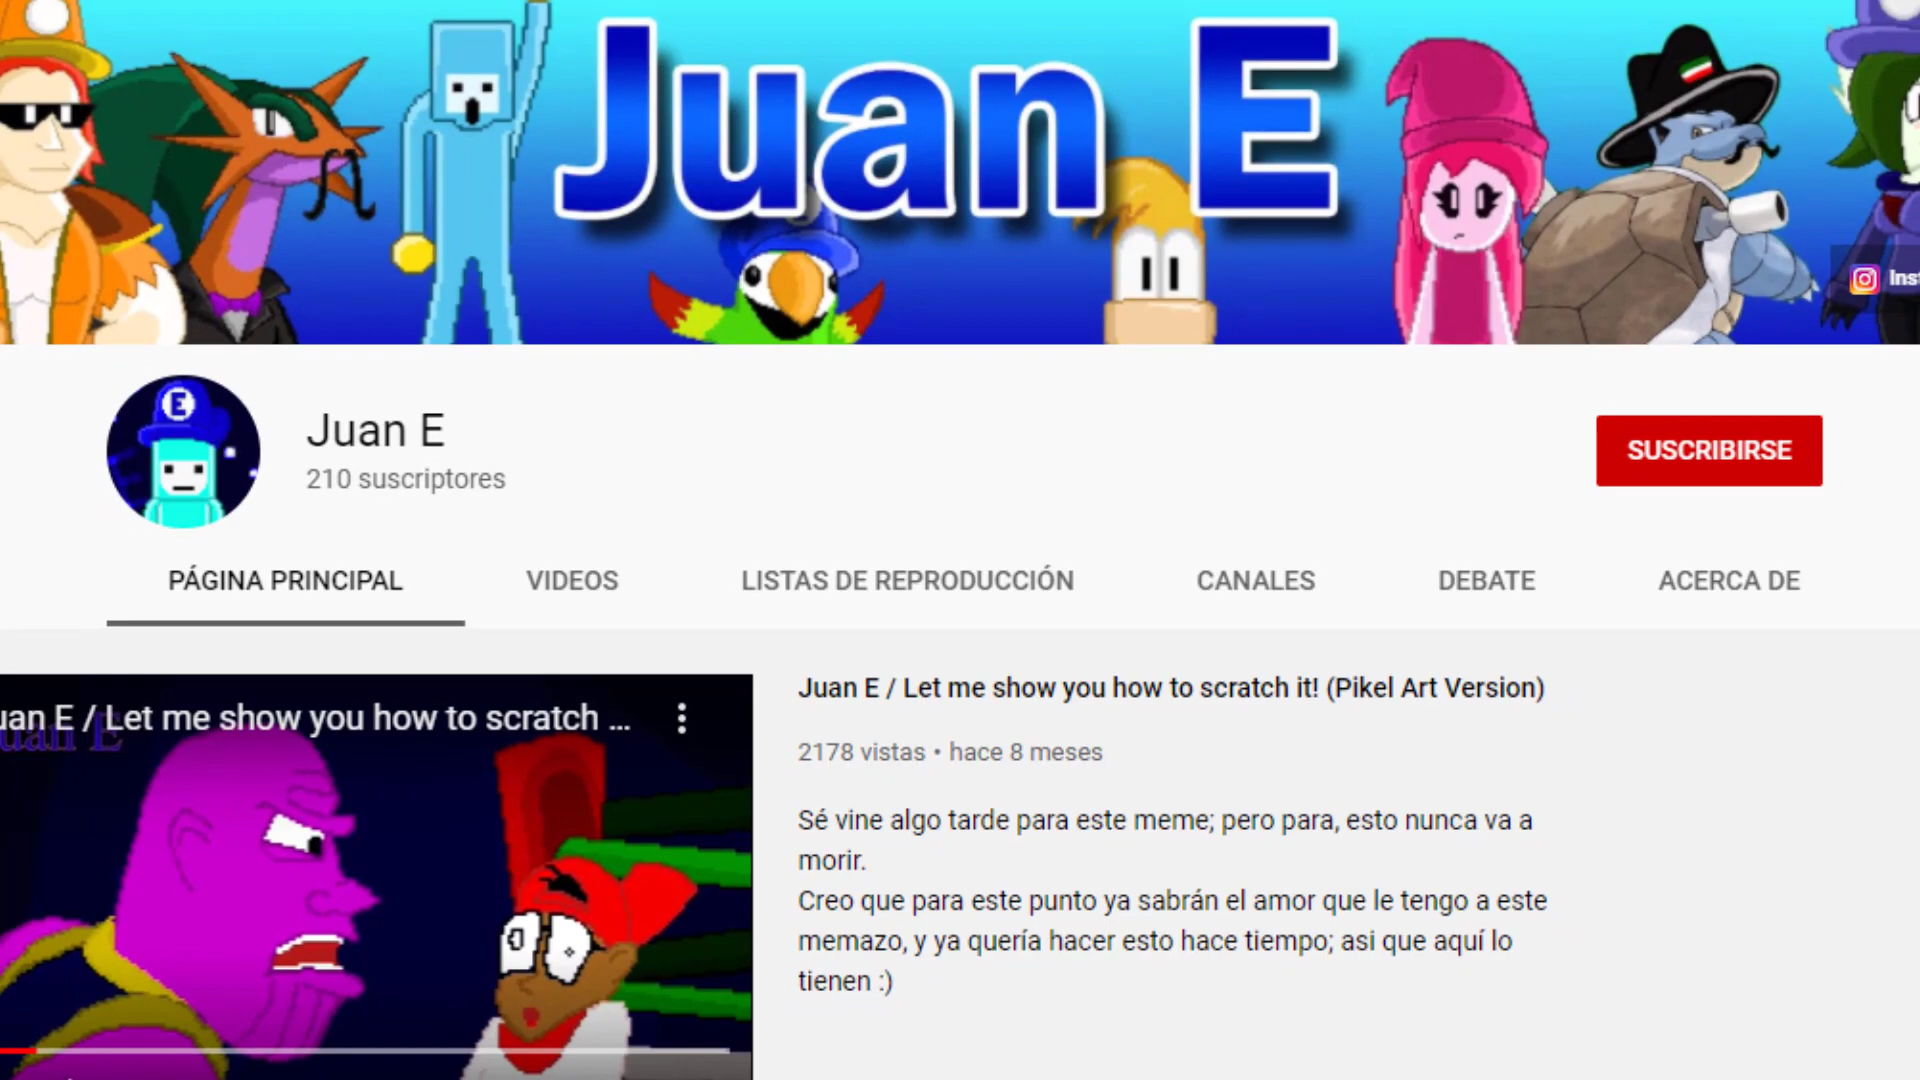 Juan E
E
Juan E
210 suscriptores
SUSCRIBIRSE
PÁGINA PRINCIPAL VIDEOS LISTAS DE REPRODUCCIÓN CANALES DEBATE ACERCA DE
uan E / Let me show you how to scratch ...
Juan E / Let me show you how to scratch it! (Pikel Art Version)
2178 vistas • hace 8 meses
Sé vine algo tarde para este meme; pero para, esto nunca va a
morir.
Creo que para este punto ya sabrán el amor que le tengo a este
memazo, y ya quería hacer esto hace tiempo; asi que aquí lo
tienen :)